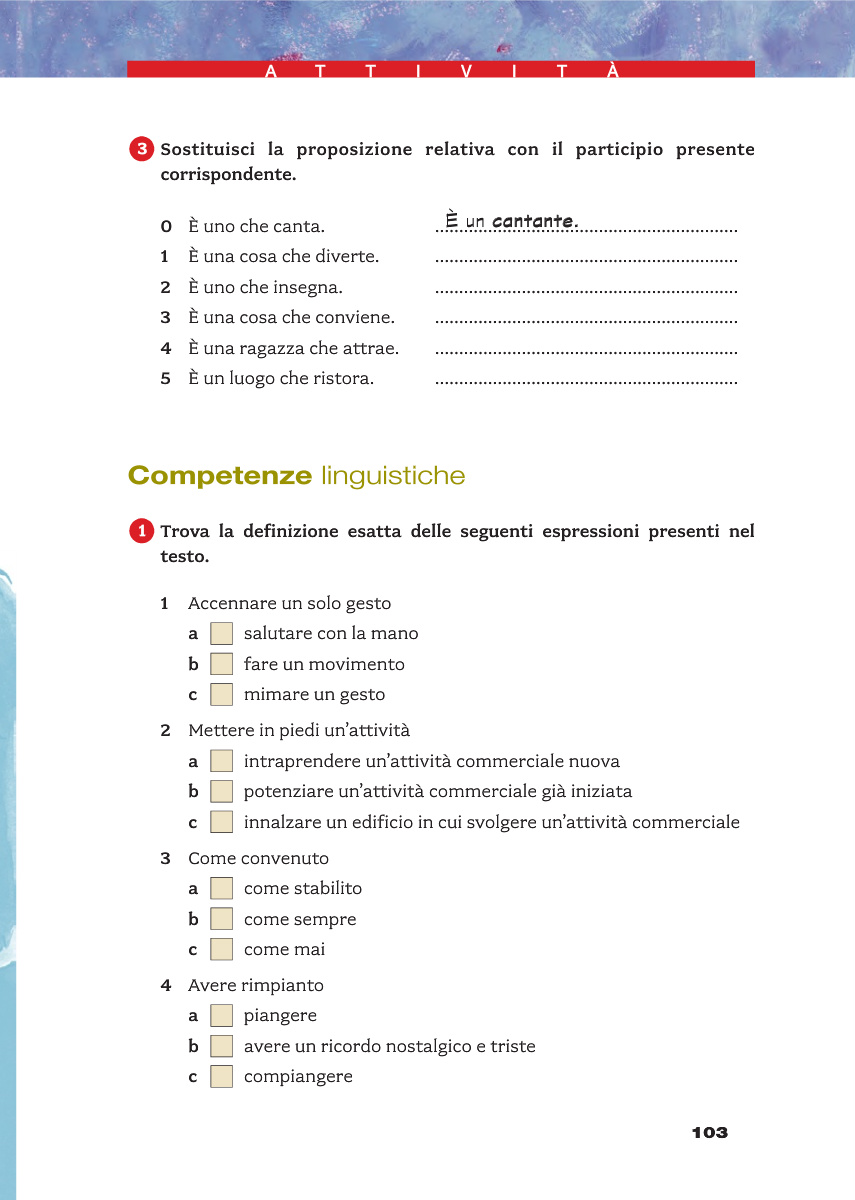 ATTIVITÀ
3 Sostituisci la proposizione relativa con il participio presente
corrispondente.
0 È uno che canta. È un cantante.
1 È una cosa che diverte. ...............................................................
2 È uno che insegna. ...............................................................
3 È una cosa che conviene. ...............................................................
4 È una ragazza che attrae. ...............................................................
5 È un luogo che ristora. ...............................................................
Competenze linguistiche
1 Trova la definizione esatta delle seguenti espressioni presenti nel
testo.
1 Accennare un solo gesto
a salutare con la mano
b fare un movimento
c mimare un gesto
2 Mettere in piedi un’attività
a intraprendere un’attività commerciale nuova
b potenziare un’attività commerciale già iniziata
c innalzare un edificio in cui svolgere un’attività commerciale
3 Come convenuto
a come stabilito
b come sempre
c come mai
4 Avere rimpianto
a piangere
b avere un ricordo nostalgico e triste
c compiangere
103